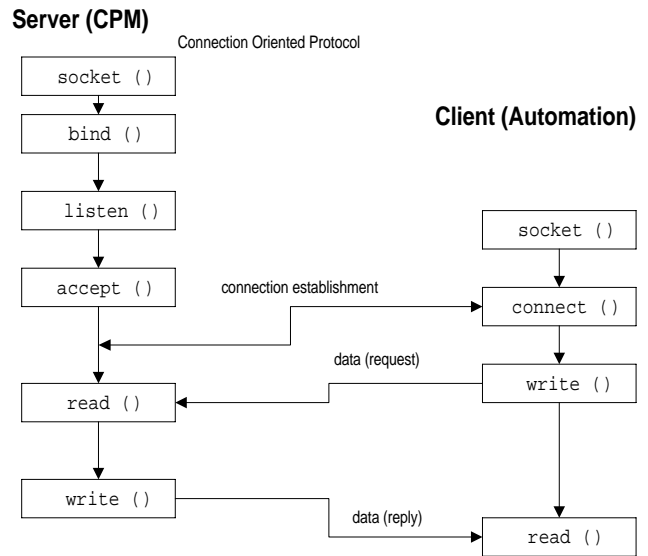 Server (CPM)
Connection Oriented Protocol
socket ()
bind ()
Client (Automation)
listen ()
socket ()
accept ()
connection establishment
connect ()
data (request)
write ()
read ()
write ()
data (reply)
read ()